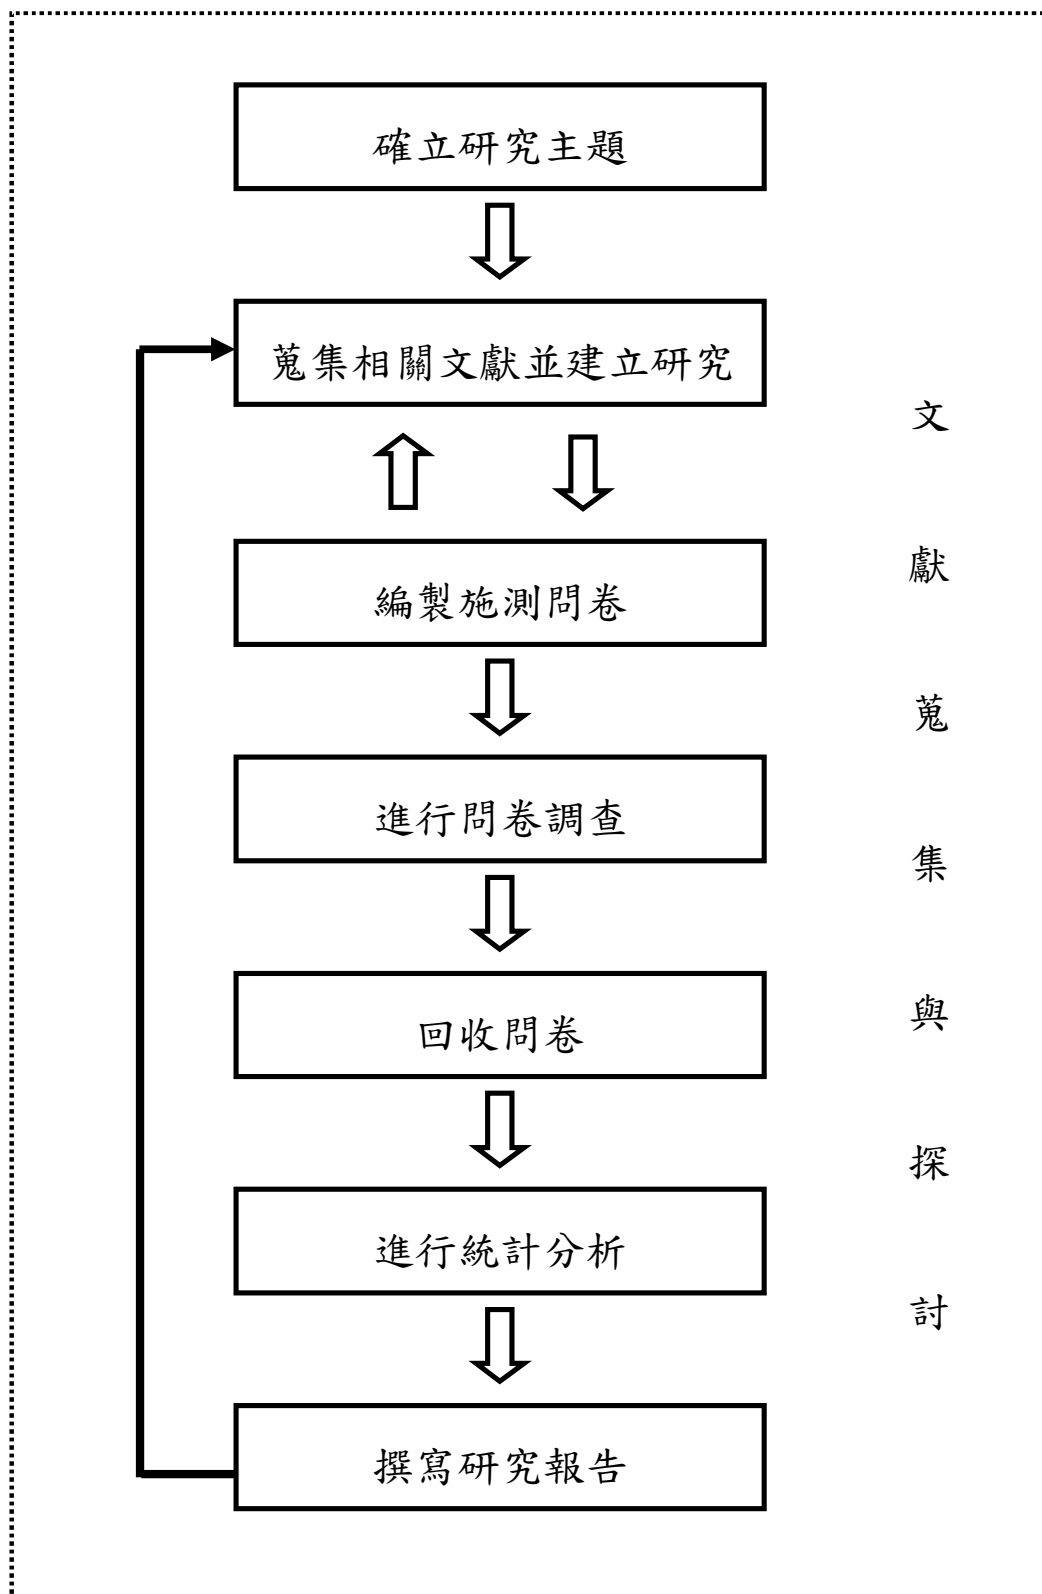 確立研究主題
蒐集相關文獻並建立研究
編製施測問卷
進行問卷調查
回收問卷
進行統計分析
撰寫研究報告
文獻蒐集與探討